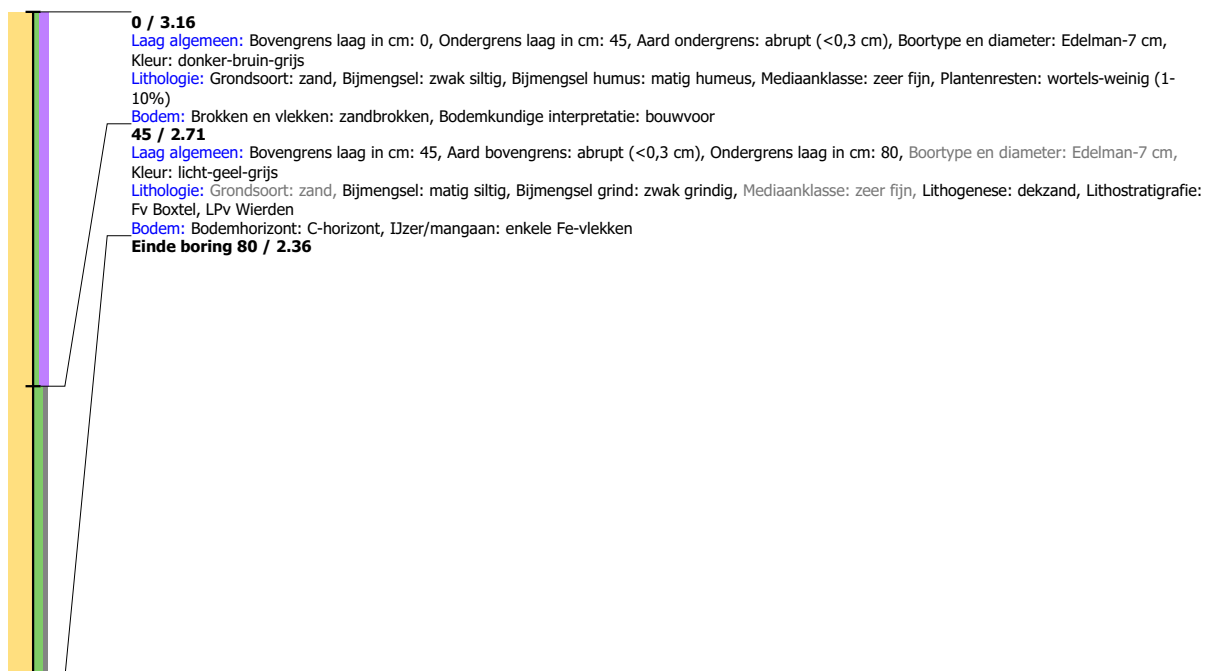 0 / 3.16
Laag algemeen: Bovengrens laag in cm: 0, Ondergrens laag in cm: 45, Aard ondergrens: abrupt (<0,3 cm), Boortype en diameter: Edelman-7 cm,
Kleur: donker-bruin-grijs
Lithologie: Grondsoort: zand, Bijmengsel: zwak siltig, Bijmengsel humus: matig humeus, Mediaanklasse: zeer fijn, Plantenresten: wortels-weinig (1-
10%)
Bodem: Brokken en vlekken: zandbrokken, Bodemkundige interpretatie: bouwvoor
45 / 2.71
Laag algemeen: Bovengrens laag in cm: 45, Aard bovengrens: abrupt (<0,3 cm), Ondergrens laag in cm: 80, Boortype en diameter: Edelman-7 cm,
Kleur: licht-geel-grijs
Lithologie: Grondsoort: zand, Bijmengsel: matig siltig, Bijmengsel grind: zwak grindig, Mediaanklasse: zeer fijn, Lithogenese: dekzand, Lithostratigrafie:
Fv Boxtel, LPv Wierden
Bodem: Bodemhorizont: C-horizont, IJzer/mangaan: enkele Fe-vlekken
Einde boring 80 / 2.36